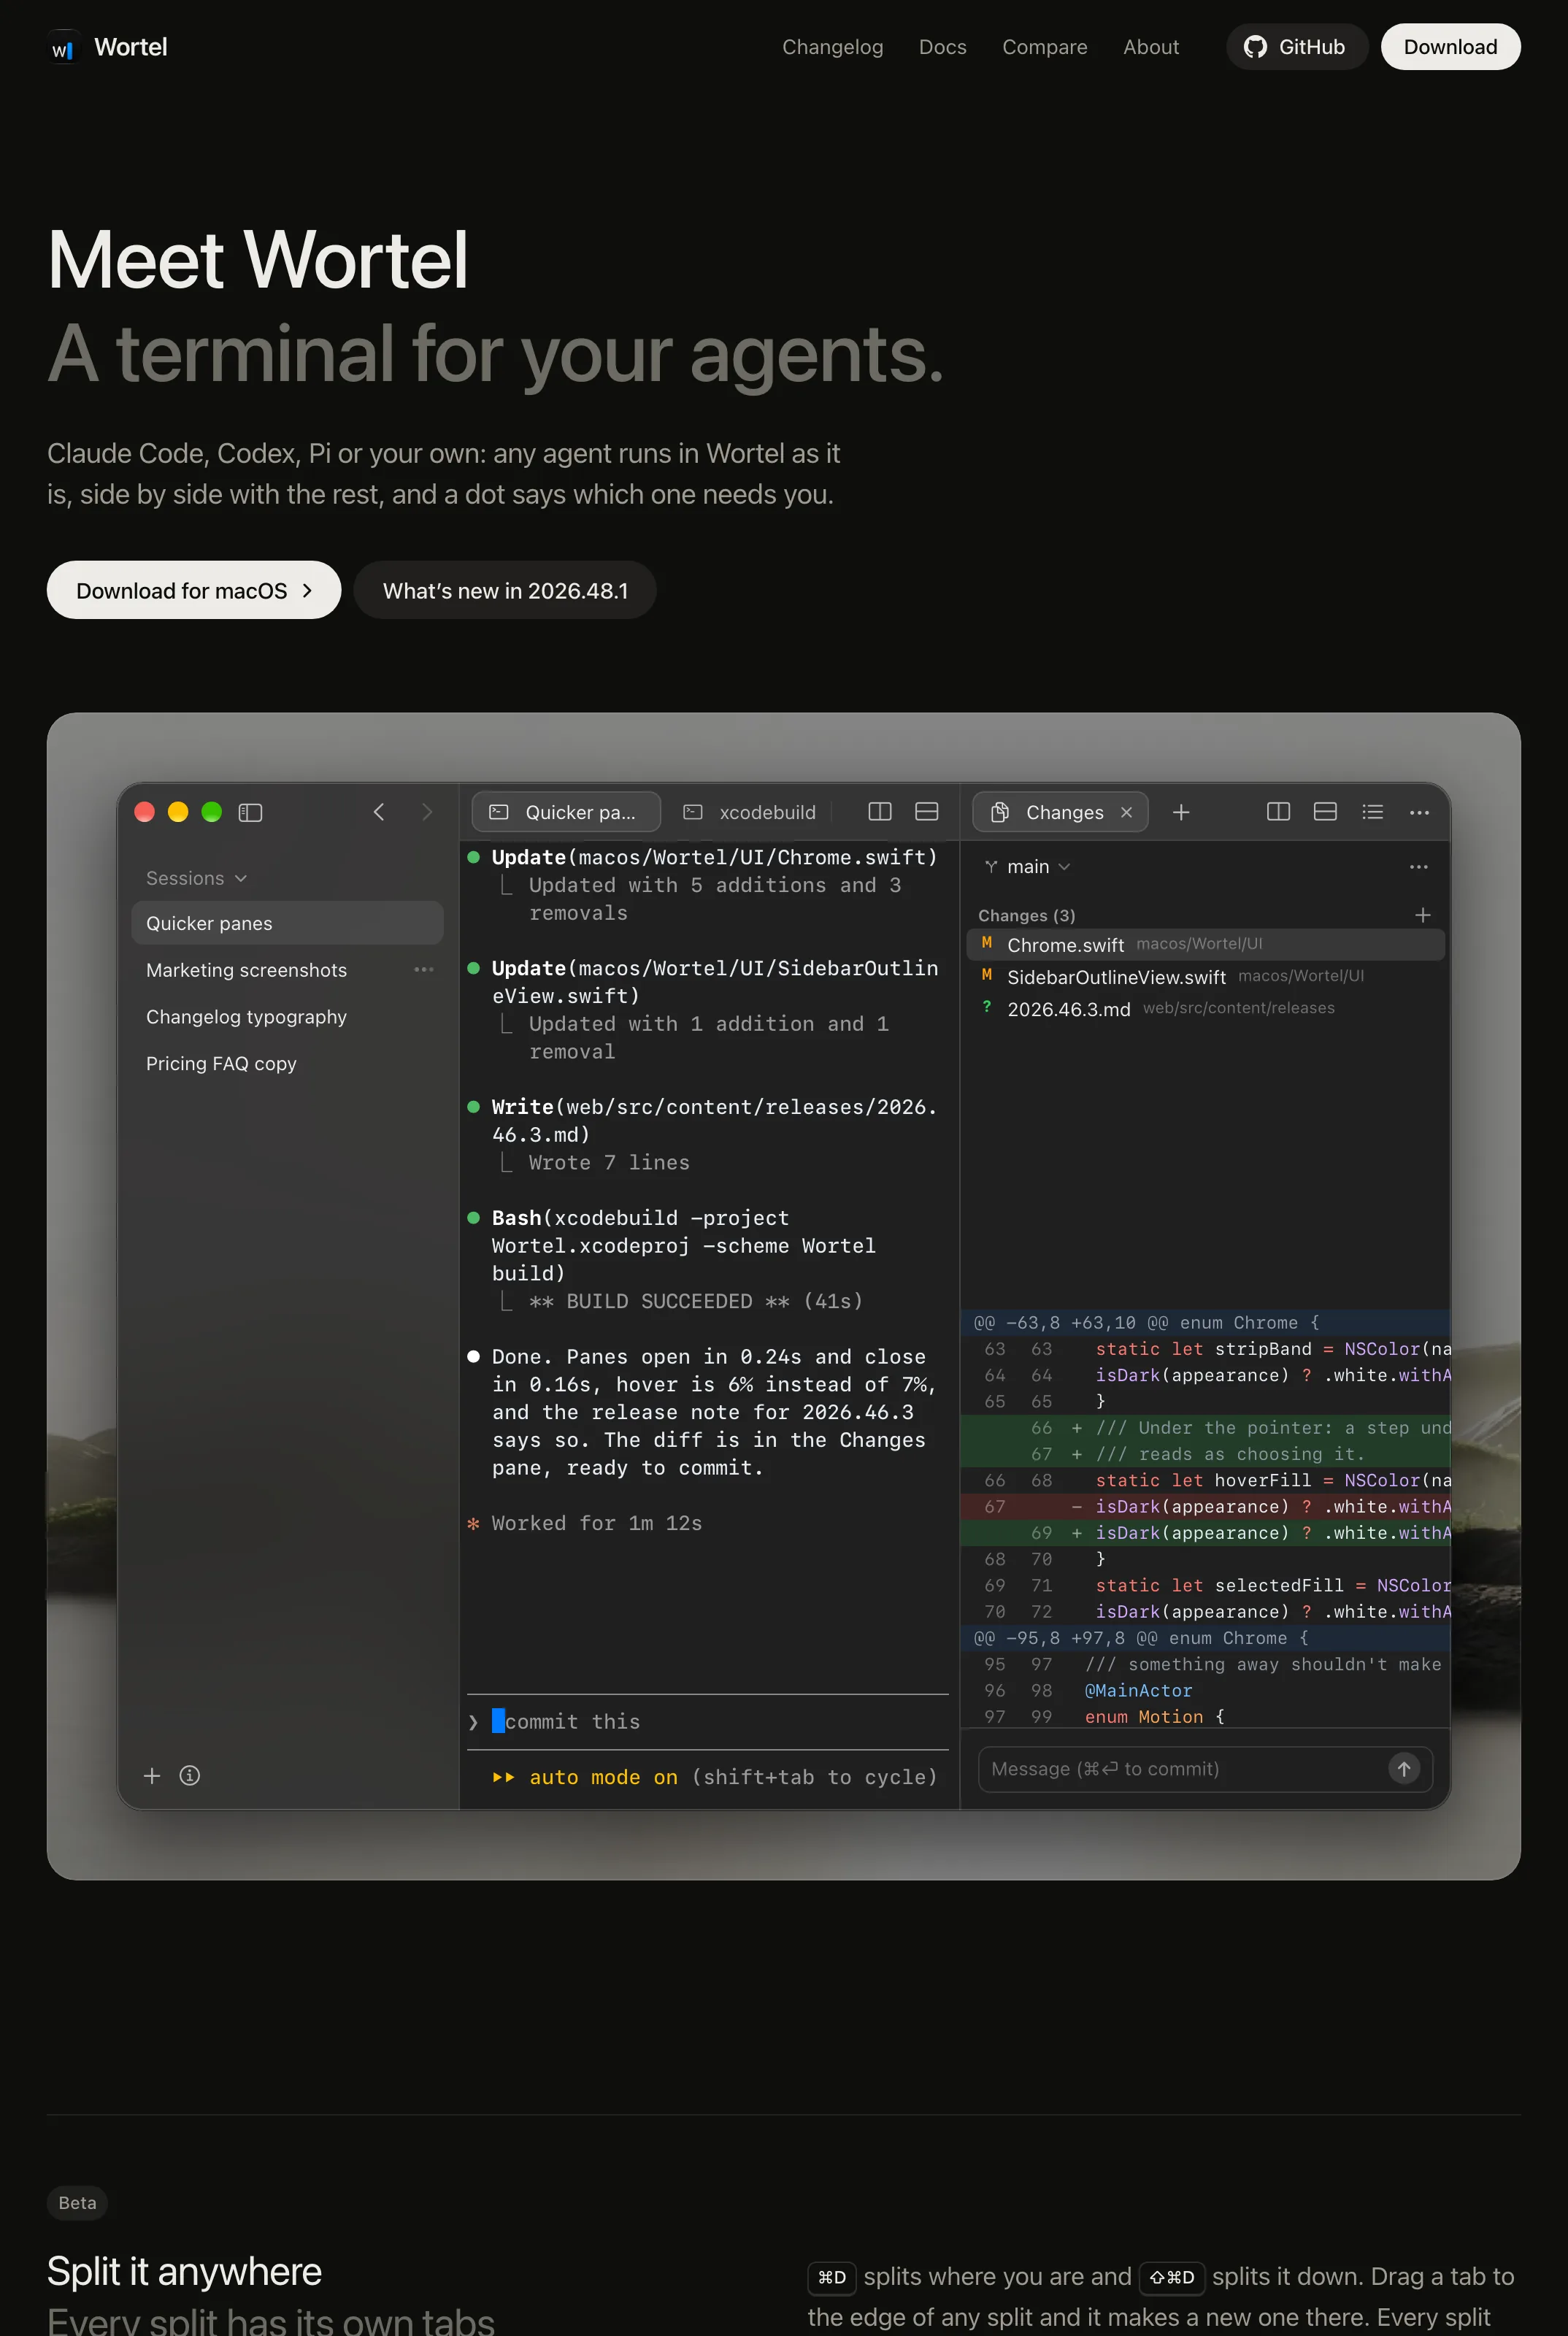 w
Wortel
Changelog
Docs
Compare
About
GitHub
Download
Meet Wortel
A terminal for your agents.
Claude Code, Codex, Pi or your own: any agent runs in Wortel as it
is, side by side with the rest, and a dot says which one needs you.
Download for macOS
What’s new in 2026.48.1
Sessions
Quicker panes
Marketing screenshots
Changelog typography
Pricing FAQ copy
Quicker pa...
xcodebuild
Update(macos/Wortel/UI/Chrome.swift)
Updated with 5 additions and 3
removals
Update(macos/Wortel/UI/SidebarOutlin
eView.swift)
Updated with 1 addition and 1
removal
Write(web/src/content/releases/2026.
46.3.md)
Wrote 7 lines
Bash(xcodebuild -project
Wortel.xcodeproj -scheme Wortel
build)
** BUILD SUCCEEDED ** (41s)
Done. Panes open in 0.24s and close
in 0.16s, hover is 6% instead of 7%,
and the release note for 2026.46.3
says so. The diff is in the Changes
pane, ready to commit.
✻ Worked for 1m 12s
❯ commit this
⏵⏵ auto mode on (shift+tab to cycle)
Changes
main
Changes (3)
M Chrome.swift macos/Wortel/UI
M SidebarOutlineView.swift macos/Wortel/UI
? 2026.46.3.md web/src/content/releases
@@ -63,8 +63,10 @@ enum Chrome {
63 63 static let stripBand = NSColor(na
64 64 isDark(appearance) ? .white.withA
65 65 }
66 + /// Under the pointer: a step und
67 + /// reads as choosing it.
66 68 static let hoverFill = NSColor(na
67 - isDark(appearance) ? .white.withA
69 + isDark(appearance) ? .white.withA
68 70 }
69 71 static let selectedFill = NSColor
70 72 isDark(appearance) ? .white.withA
@@ -95,8 +97,8 @@ enum Chrome {
95 97 /// something away shouldn't make
96 98 @MainActor
97 99 enum Motion {
Message (⌘⏎ to commit)
Beta
Split it anywhere
Every split has its own tabs
⌘D splits where you are and ⇧⌘D splits it down. Drag a tab to
the edge of any split and it makes a new one there. Every split